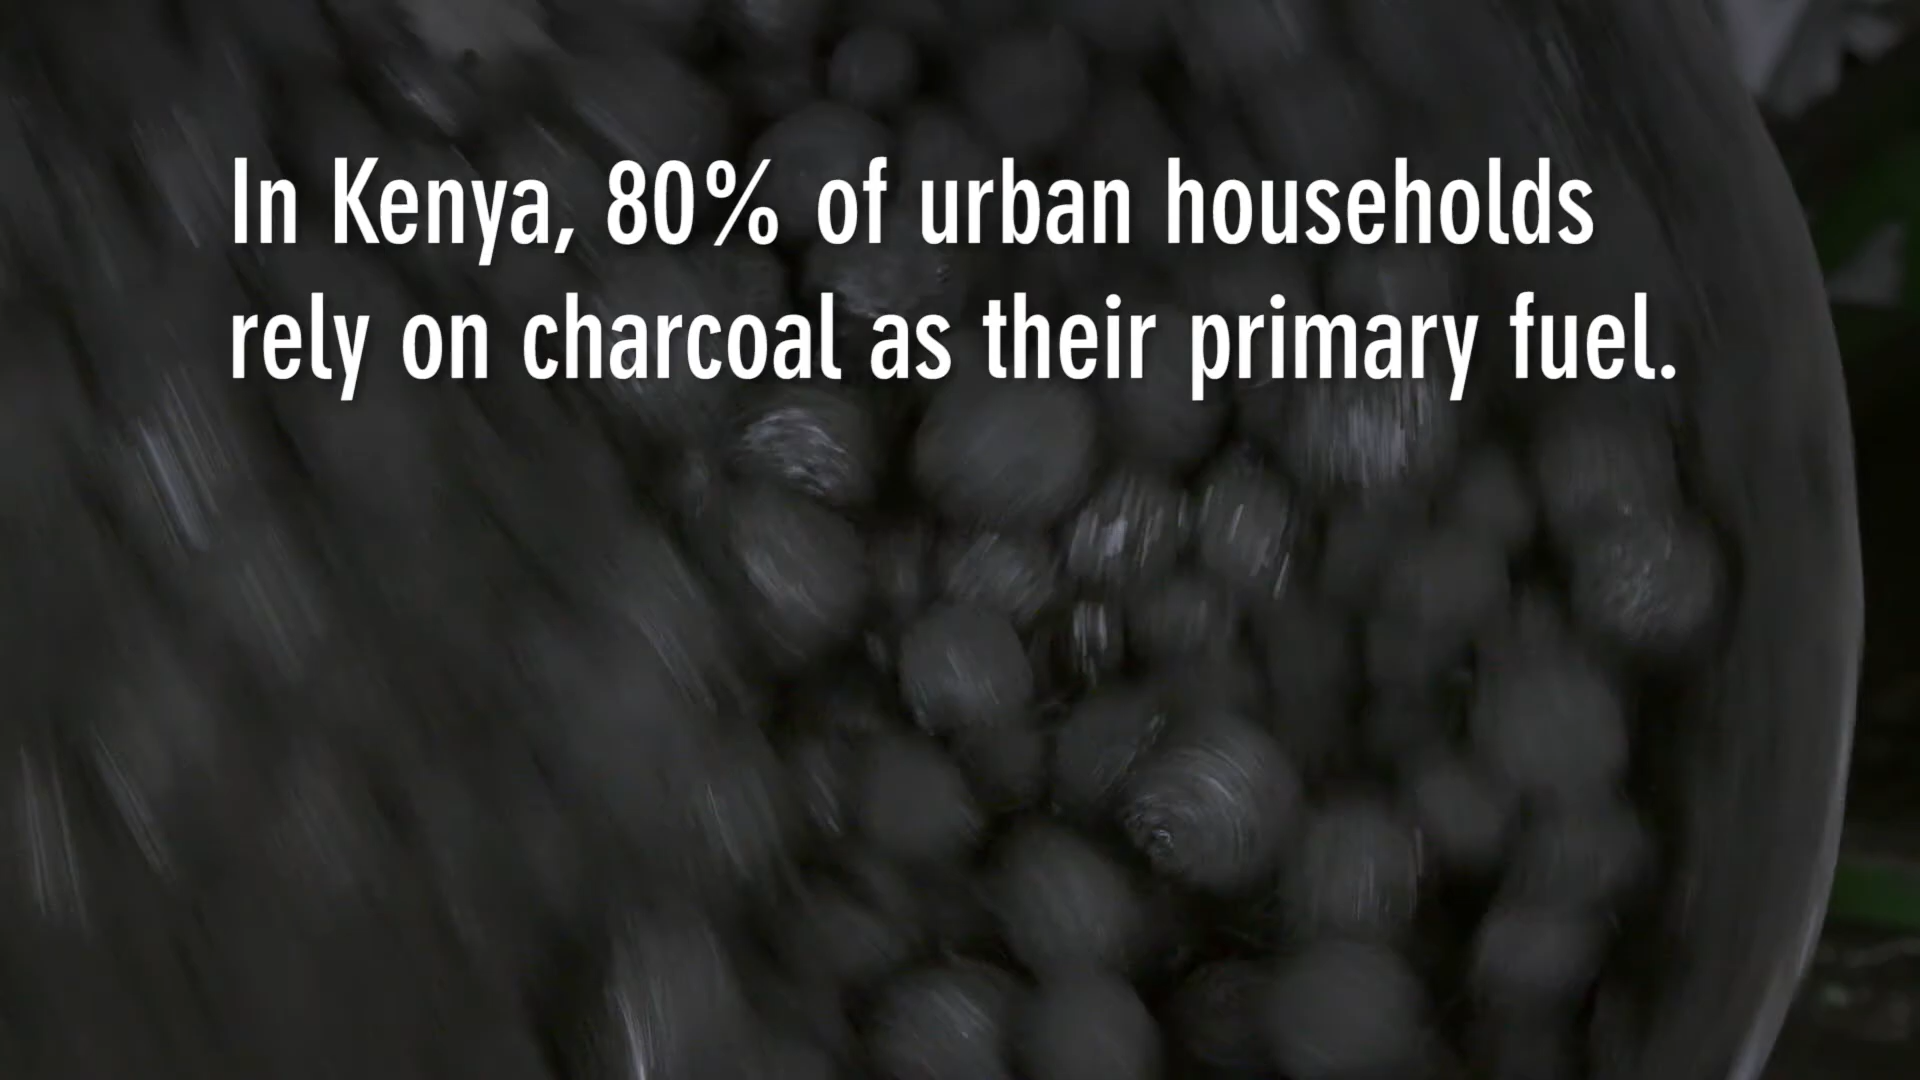 In Kenya, 80% of urban households
rely on charcoal as their primary fuel.